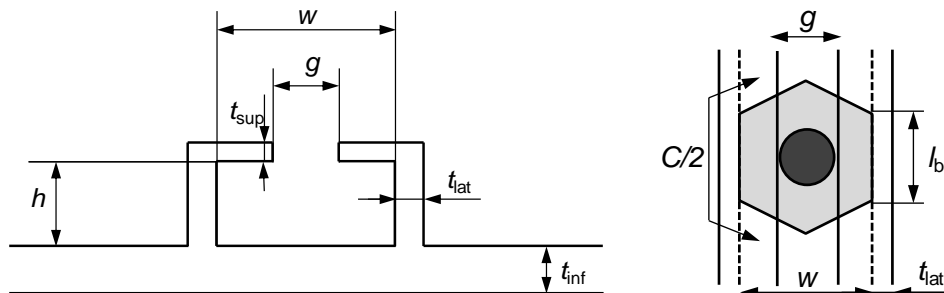 w
g
t_sup
h
t_lat
t_inf
g
C/2
l_b
w
t_lat